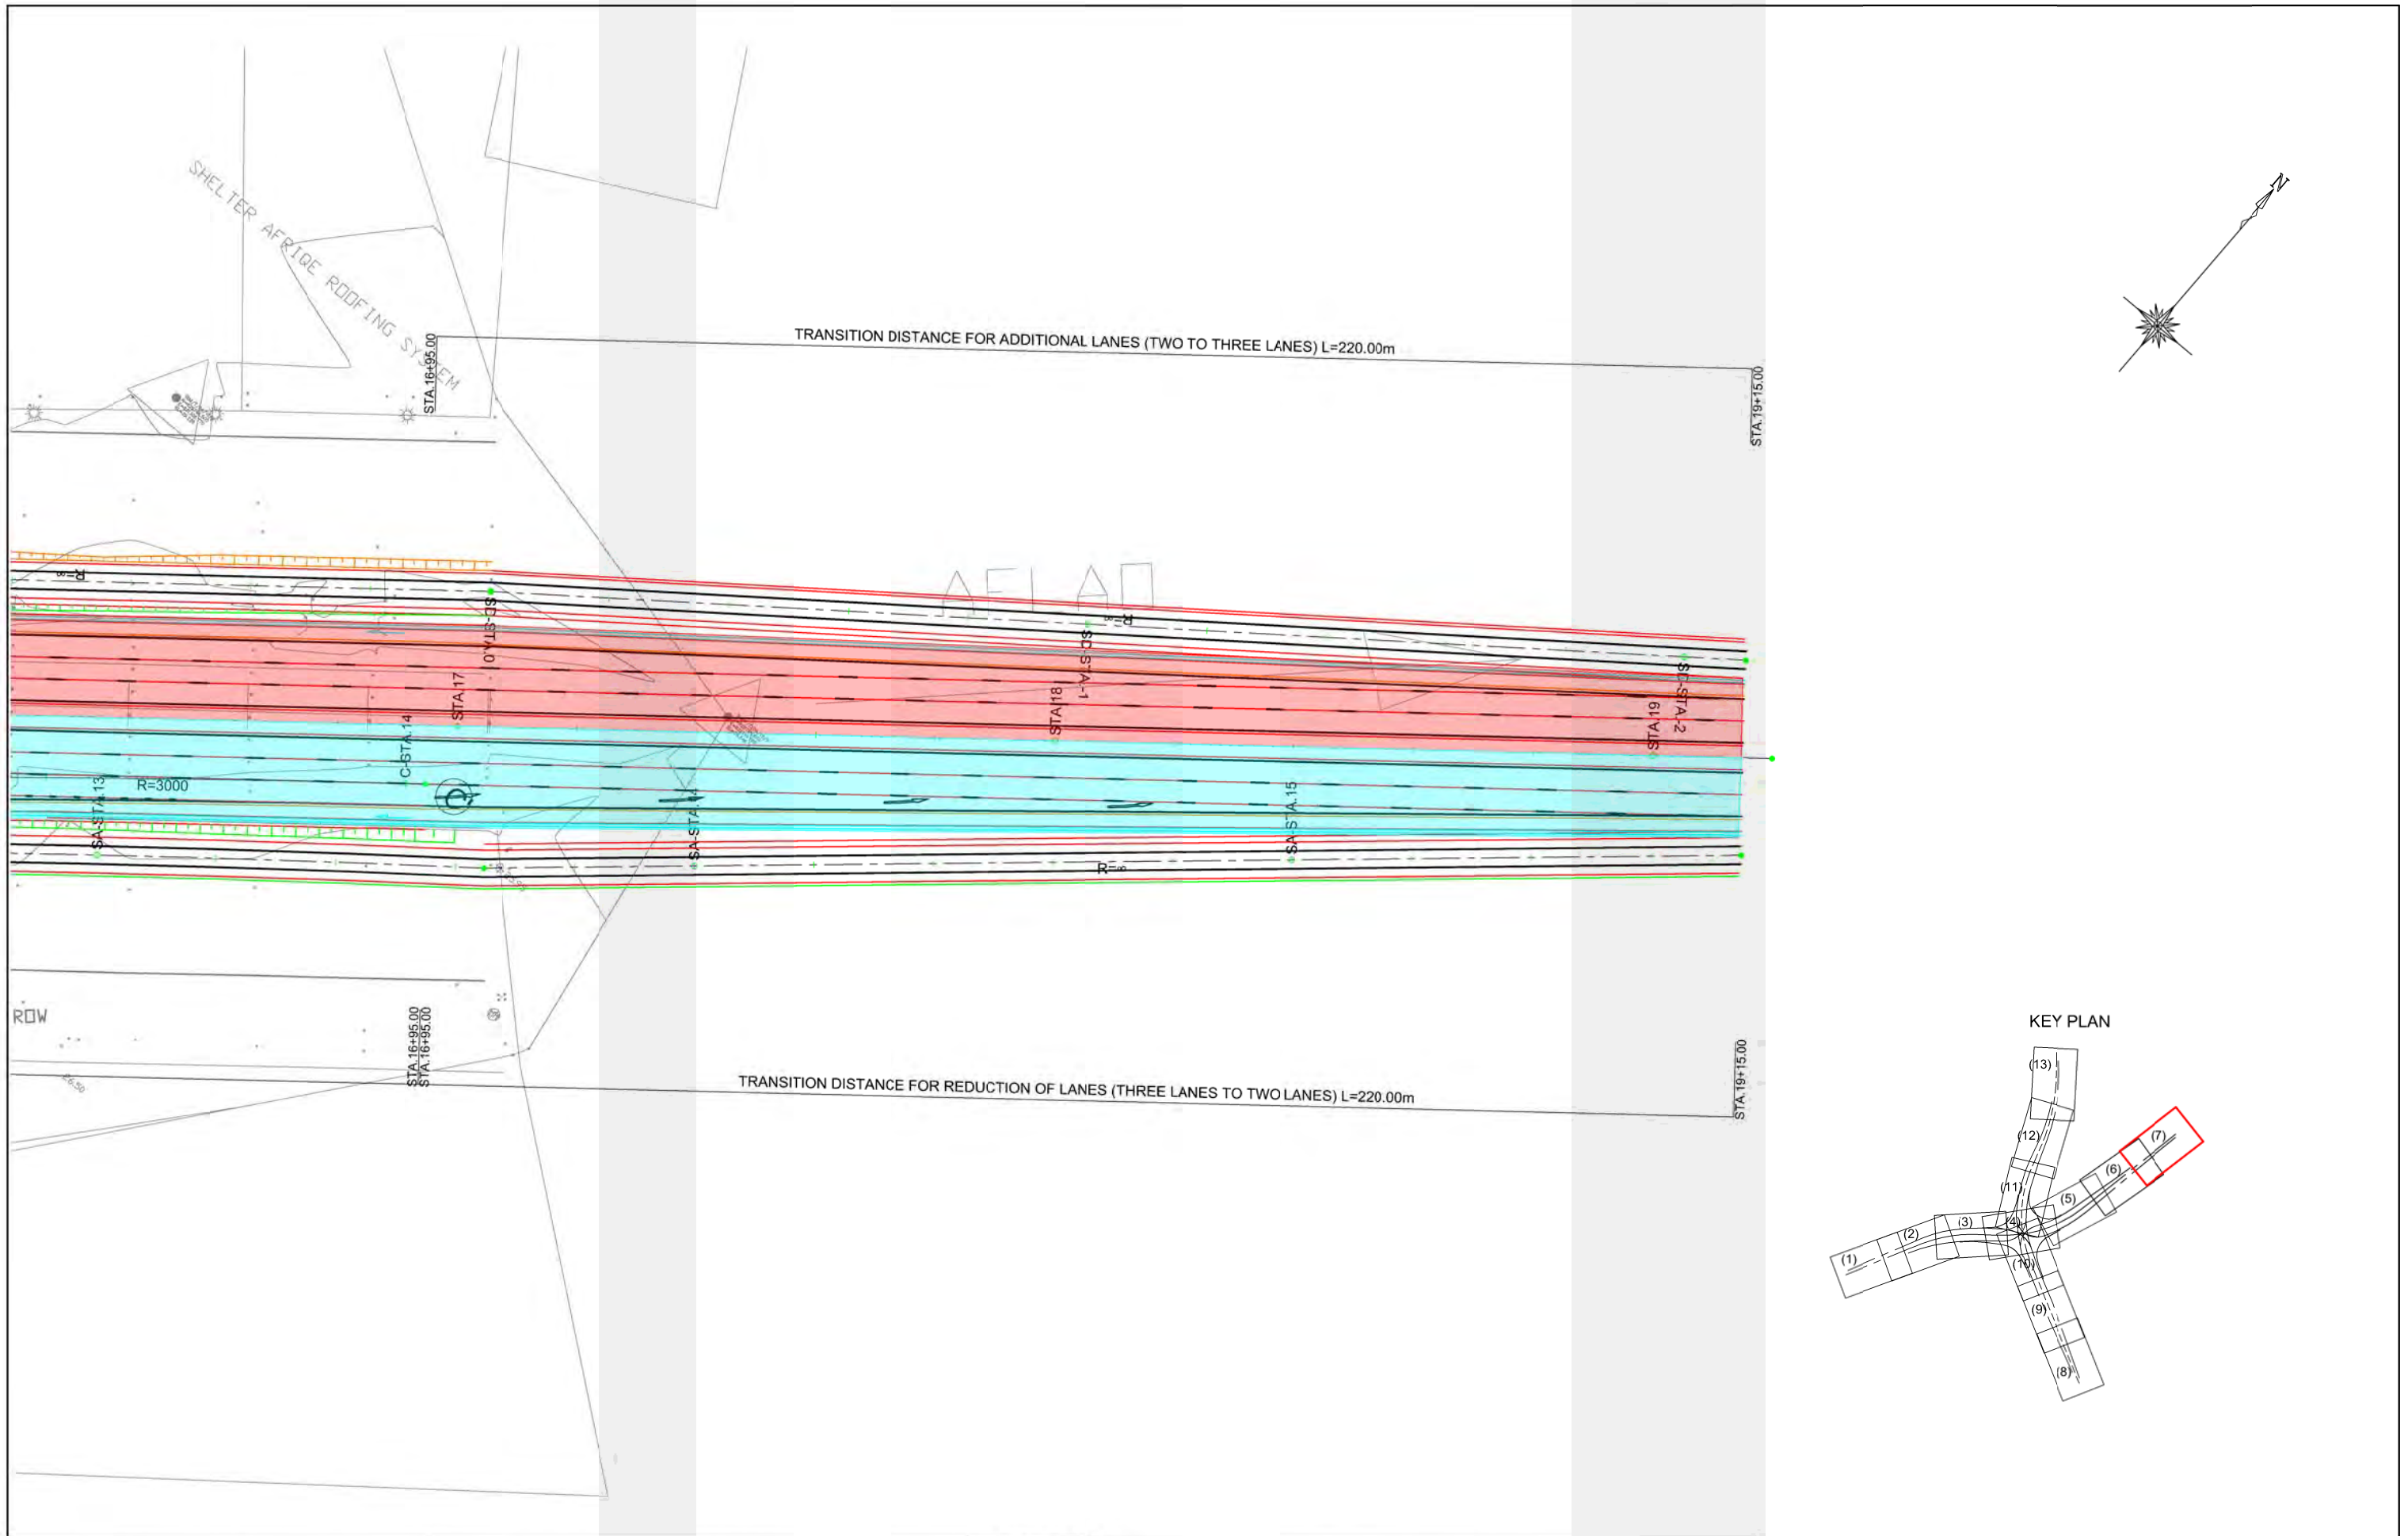 SHELTER AFRIQE ROOFING SYSTEM
N
TRANSITION DISTANCE FOR ADDITIONAL LANES (TWO TO THREE LANES) L=220.00m
STA.16+95.00
STA.19+15.00
R=∞
AFLAO
R=∞
SD-STA.0
SD-STA.-1
SD-STA.-2
STA.17
STA.18
STA.19
C-STA.14
R=3000
SA-STA.13
SA-STA.14
SA-STA.15
R=∞
ROW
26.50
STA.16+95.00
STA.16+95.00
STA.19+15.00
TRANSITION DISTANCE FOR REDUCTION OF LANES (THREE LANES TO TWO LANES) L=220.00m
KEY PLAN
(13)
(12)
(7)
(6)
(11)
(5)
(4)
(3)
(2)
(1)
(10)
(9)
(8)